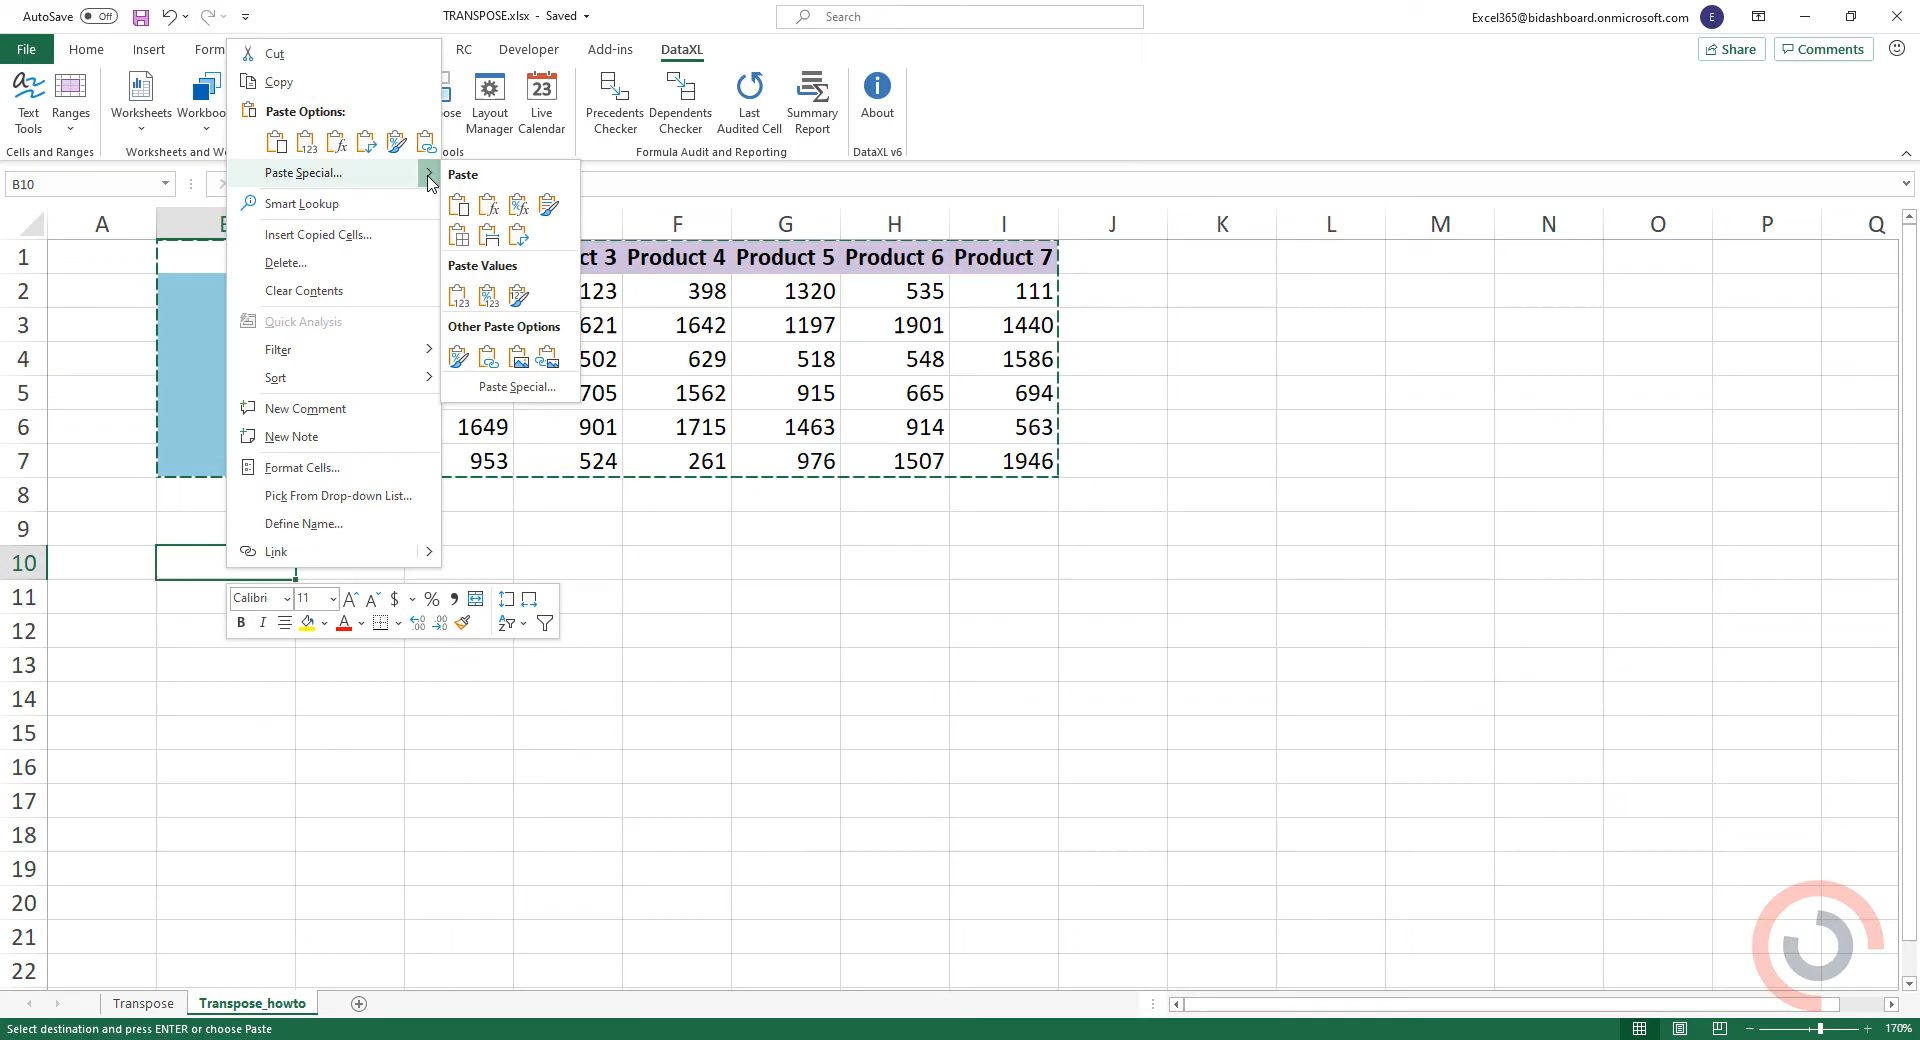 AutoSave Off
TRANSPOSE.xlsx - Saved
Search
Excel365@bidashboard.onmicrosoft.com
E
File Home Insert Form RC Developer Add-ins DataXL
Share Comments
Text Tools
Ranges
Worksheets
Workboo
ose
Layout Manager
23
Live Calendar
Precedents Checker
Dependents Checker
Last Audited Cell
Summary Report
About
Cells and Ranges
Worksheets and Wo
ools
Formula Audit and Reporting
DataXL v6
B10
Cut
Copy
Paste Options:
Paste Special...
Smart Lookup
Insert Copied Cells...
Delete...
Clear Contents
Quick Analysis
Filter
Sort
New Comment
New Note
Format Cells...
Pick From Drop-down List...
Define Name...
Link
Paste
Paste Values
Other Paste Options
Paste Special...
Calibri 11 A A $ % ,
B I A
A F G H I J K L M N O P Q
1 ct 3 Product 4 Product 5 Product 6 Product 7
2 123 398 1320 535 111
3 621 1642 1197 1901 1440
4 502 629 518 548 1586
5 705 1562 915 665 694
6 1649 901 1715 1463 914 563
7 953 524 261 976 1507 1946
8
9
10
11
12
13
14
15
16
17
18
19
20
21
22
Transpose Transpose_howto
Select destination and press ENTER or choose Paste
170%